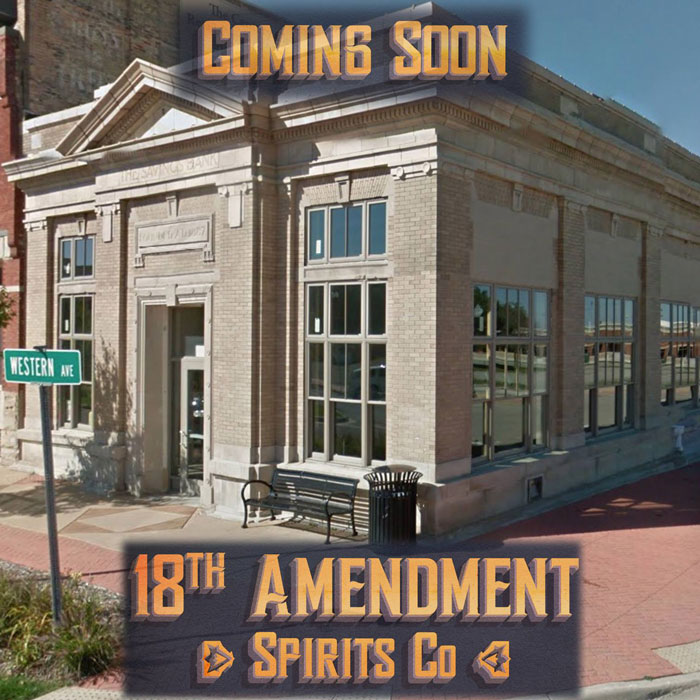 COMING SOON
THE SAVINGS BANK
WESTERN AVE
18TH AMENDMENT
SPIRITS CO